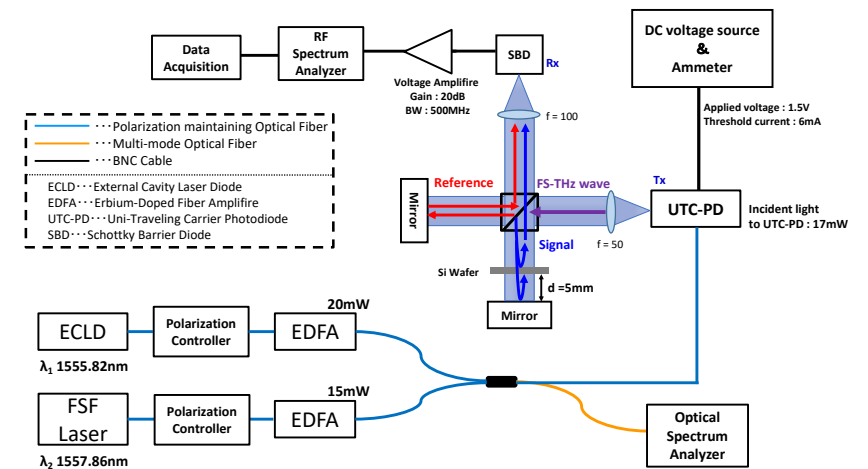 Data
Acquisition
RF
Spectrum
Analyzer
Voltage Amplifire
Gain : 20dB
BW : 500MHz
SBD
Rx
f = 100
DC voltage source
&
Ammeter
Applied voltage : 1.5V
Threshold current : 6mA
・・・Polarization maintaining Optical Fiber
・・・Multi-mode Optical Fiber
・・・BNC Cable
ECLD・・・External Cavity Laser Diode
EDFA・・・Erbium-Doped Fiber Amplifire
UTC-PD・・・Uni-Traveling Carrier Photodiode
SBD・・・Schottky Barrier Diode
Mirror
Reference
FS-THz wave
Signal
Tx
f = 50
UTC-PD
Incident light
to UTC-PD : 17mW
Si Wafer
d =5mm
Mirror
ECLD
λ₁ 1555.82nm
Polarization
Controller
20mW
EDFA
FSF
Laser
λ₂ 1557.86nm
Polarization
Controller
15mW
EDFA
Optical
Spectrum
Analyzer